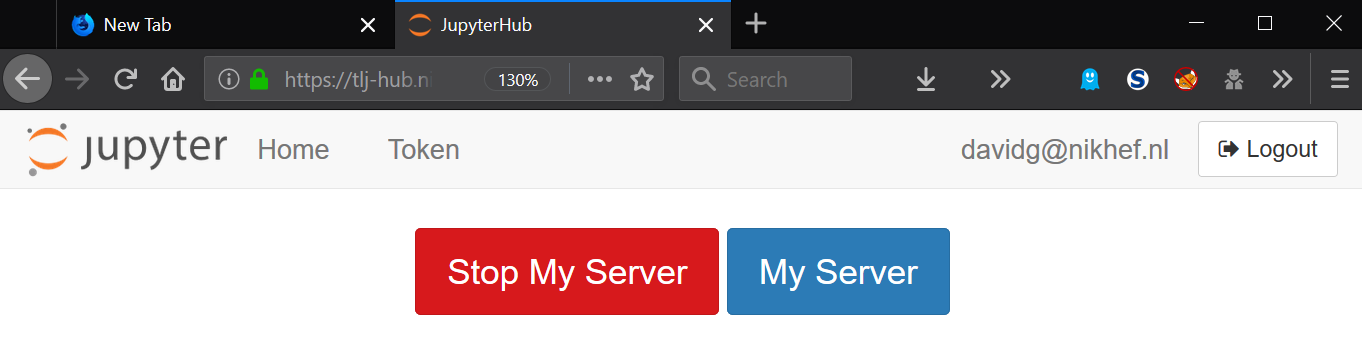 New Tab
JupyterHub
https://tlj-hub.n
130%
Search
jupyter
Home
Token
davidg@nikhef.nl
Logout
Stop My Server
My Server